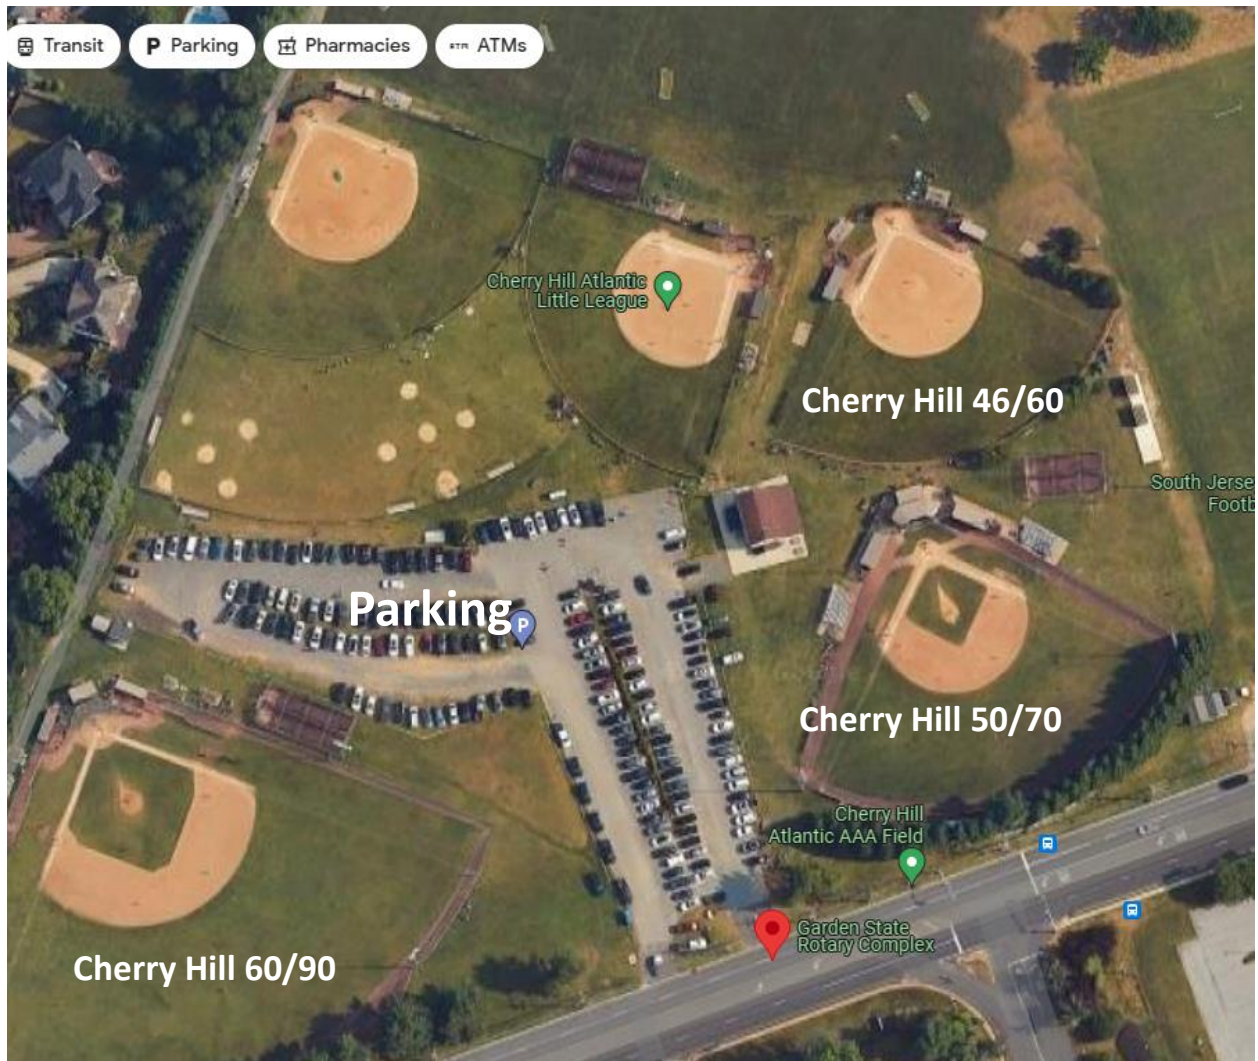 Transit
P Parking
Pharmacies
ATM ATMs
Cherry Hill Atlantic
Little League
Cherry Hill 46/60
South Jerse
Footb
Parking
P
Cherry Hill 50/70
Cherry Hill
Atlantic AAA Field
Garden State
Rotary Complex
Cherry Hill 60/90